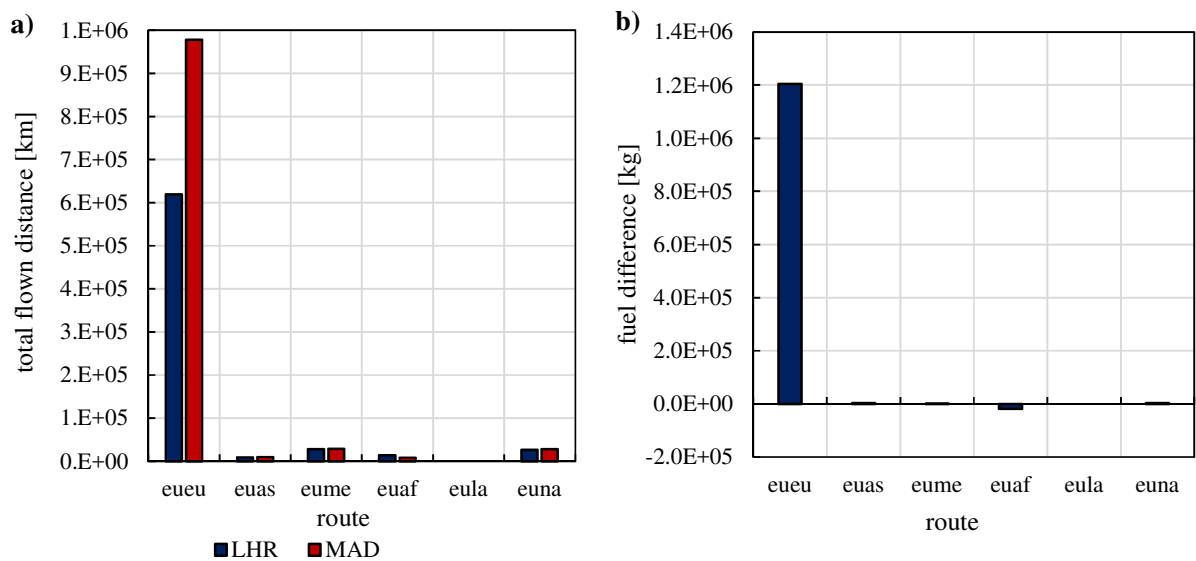 a)
total flown distance [km]
1.E+06
9.E+05
8.E+05
7.E+05
6.E+05
5.E+05
4.E+05
3.E+05
2.E+05
1.E+05
0.E+00
eueu euas eume euaf eula euna
route
LHR MAD
b)
fuel difference [kg]
1.4E+06
1.2E+06
1.0E+06
8.0E+05
6.0E+05
4.0E+05
2.0E+05
0.0E+00
-2.0E+05
eueu euas eume euaf eula euna
route